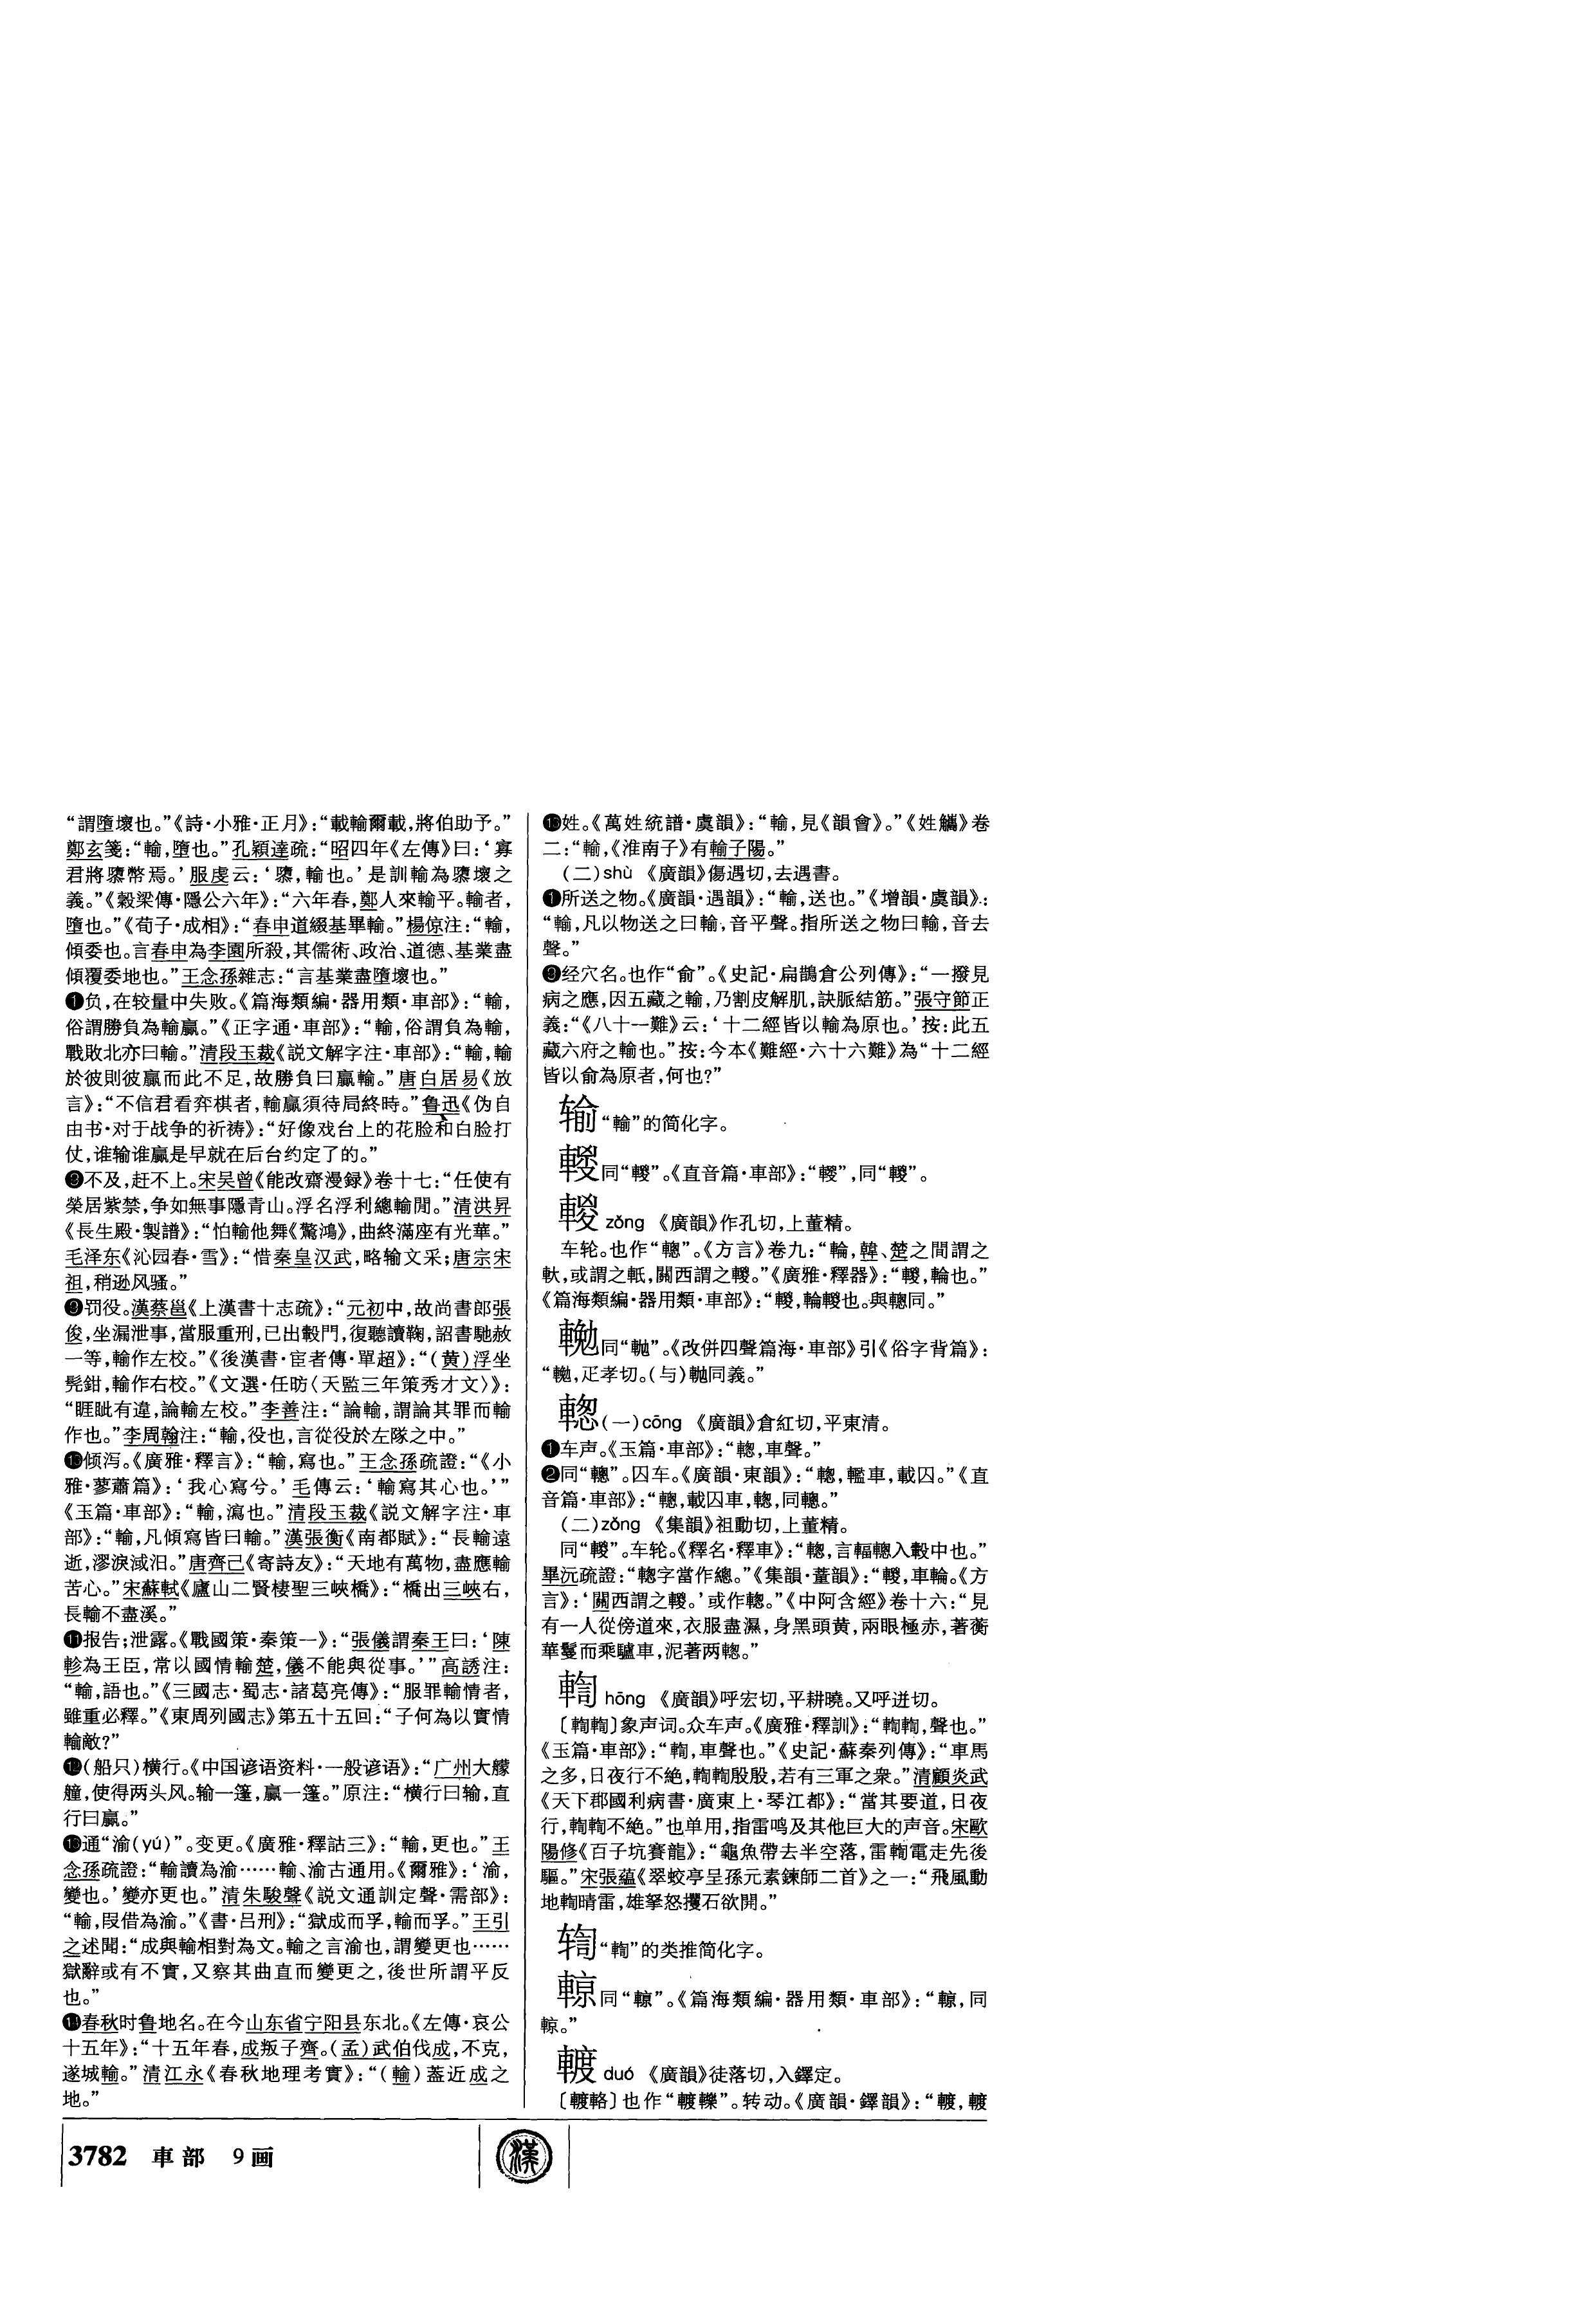 “謂墮壞也。”《詩·小雅·正月》：“載輸爾載，將伯助予。”
鄭玄箋：“輸，墮也。”孔穎達疏：“昭四年《左傳》曰：‘寡
君將隳幣焉。’服虔云：‘隳，輸也。’是訓輸為隳壞之
義。”《穀梁傳·隱公六年》：“六年春，鄭人來輸平。輸者，
墮也。”《荀子·成相》：“春申道綴基畢輸。”楊倞注：“輸，
傾委也。言春申為李園所殺，其儒術、政治、道德、基業盡
傾覆委地也。”王念孫雜志：“言基業盡墮壞也。”
負，在较量中失败。《篇海類編·器用類·車部》：“輸，
俗謂勝負為輸贏。”《正字通·車部》：“輸，俗謂負為輸，
戰敗北亦曰輸。”清段玉裁《説文解字注·車部》：“輸，輸
於彼則彼贏而此不足，故勝負曰贏輸。”唐白居易《放
言》：“不信君看弈棋者，輸贏須待局終時。”鲁迅《伪自
由书·对于战争的祈祷》：“好像戏台上的花脸和白脸打
仗，谁输谁赢是早就在后台约定了的。”
不及，赶不上。宋吴曾《能改齋漫録》卷十七：“任使有
榮居紫禁，争如無事隱青山。浮名浮利總輸閒。”清洪昇
《長生殿·製譜》：“怕輸他舞《驚鴻》，曲終滿座有光華。”
毛泽东《沁园春·雪》：“惜秦皇汉武，略输文采；唐宗宋
祖，稍逊风骚。”
❾罚役。漢蔡邕《上漢書十志疏》：“元初中，故尚書郎張
俊，坐漏泄事，當服重刑，已出轂門，復聽讀鞠，詔書馳赦
一等，輸作左校。”《後漢書·宦者傳·單超》：“（黄）浮坐
髡鉗，輸作右校。”《文選·任昉〈天監三年策秀才文〉》：
“睚眦有違，論輸左校。”李善注：“論輸，謂論其罪而輸
作也。”李周翰注：“輸，役也，言從役於左隊之中。”
倾泻。《廣雅·釋言》：“輸，寫也。”王念孫疏證：“《小
雅·蓼蕭篇》：‘我心寫兮。’毛傳云：‘輸寫其心也。’”
《玉篇·車部》：“輸，瀉也。”清段玉裁《説文解字注·車
部》：“輸，凡傾寫皆曰輸。”漢張衡《南都賦》：“長輸遠
逝，漻淚淢汩。”唐齊己《寄詩友》：“天地有萬物，盡應輸
苦心。”宋蘇軾《廬山二賢棲聖三峽橋》：“橋出三峽右，
長輸不盡溪。”
⓫报告；泄露。《戰國策·秦策一》：“張儀謂秦王曰：‘陳
軫為王臣，常以國情輸楚，儀不能與從事。’”高誘注：
“輸，語也。”《三國志·蜀志·諸葛亮傳》：“服罪輸情者，
雖重必釋。”《東周列國志》第五十五回：“子何為以實情
輸敵？”
⓬（船只）横行。《中国谚语资料·一般谚语》：“广州大艨
艟，使得两头风。输一篷，赢一篷。”原注：“横行曰输，直
行曰赢。”
⓭通“渝（yú）”。变更。《廣雅·釋詁三》：“輸，更也。”王
念孫疏證：“輸讀為渝……輸、渝古通用。《爾雅》：‘渝，
變也。’變亦更也。”清朱駿聲《説文通訓定聲·需部》：
“輸，叚借為渝。”《書·吕刑》：“獄成而孚，輸而孚。”王引
之述聞：“成與輸相對為文。輸之言渝也，謂變更也……
獄辭或有不實，又察其曲直而變更之，後世所謂平反
也。”
⓮春秋时鲁地名。在今山东省宁阳县东北。《左傳·哀公
十五年》：“十五年春，成叛子齊。（孟）武伯伐成，不克，
遂城輸。”清江永《春秋地理考實》：“（輸）蓋近成之
地。”
⓯姓。《萬姓統譜·虞韻》：“輸，見《韻會》。”《姓觿》卷
二：“輸，《淮南子》有輸子陽。”
（二）shù 《廣韻》傷遇切，去遇書。
❶所送之物。《廣韻·遇韻》：“輸，送也。”《增韻·虞韻》：
“輸，凡以物送之曰輸，音平聲。指所送之物曰輸，音去
聲。”
经穴名。也作“俞”。《史記·扁鵲倉公列傳》：“一撥見
病之應，因五藏之輸，乃割皮解肌，訣脈結筋。”張守節正
義：“《八十一難》云：‘十二經皆以輸為原也。’按：此五
藏六府之輸也。”按：今本《難經·六十六難》為“十二經
皆以俞為原者，何也？”
输“輸”的简化字。
同“輚”。《直音篇·車部》：
zǒng 《廣韻》作孔切，上董精。
车轮。也作“轗”。《方言》卷九：“輪，韓、楚之間謂之
軑，或謂之軝，關西謂之輚。”《廣雅·釋器》：“輚，輪也。”
《篇海類編·器用類·車部》：
同 。《改併四聲篇海·車部》引《俗字背篇》：
疋孝切。（与） 同義。”
（一）cōng 《廣韻》倉紅切，平東清。
❶车声。《玉篇·車部》：“轗，車聲。”
❷同 。囚车。《廣韻·東韻》：“ ，轞車，載囚。”《直
音篇·車部》：“ ，載囚車，
（二）zǒng 《集韻》祖動切，上董精。
车轮。《釋名·釋車》：“ ，言輻 入轂中也。”
畢沅疏證：“ 字當作總。”《集韻·董韻》：“ ，車輪。《方
言》：‘關西謂之 。’或作 。”《中阿含經》卷十六：“見
有一人從傍道來，衣服盡濕，身黑頭黄，兩眼極赤，著蘅
華鬘而乘驢車，泥著两 。”
輷 hōng 《廣韻》呼宏切，平耕曉。又呼迸切。
〔輷輷〕象声词。众车声。《廣雅·釋訓》：“輷輷，聲也。”
《玉篇·車部》：“輷，車聲也。”《史記·蘇秦列傳》：“車馬
之多，日夜行不絶，輷輷殷殷，若有三軍之衆。”清顧炎武
《天下郡國利病書·廣東上·琴江都》：“當其要道，日夜
行，輷輷不絶。”也单用，指雷鸣及其他巨大的声音。宋歐
陽修《百子坑賽龍》：“龜魚帶去半空落，雷輷電走先後
驅。”宋張藴《翠蛟亭呈孫元素鍊師二首》之一：“飛風動
地輷晴雷，雄拏怒攫石欲開。”
“輷”的类推简化字。
同“輬”。《篇海類編·器用類·車部》：“輬，同
輬。”
duó 《廣韻》徒落切，入鐸定。
〔 輅〕也作“ 轢”。转动。《廣韻·鐸韻》：
3782 車部 9画
漢